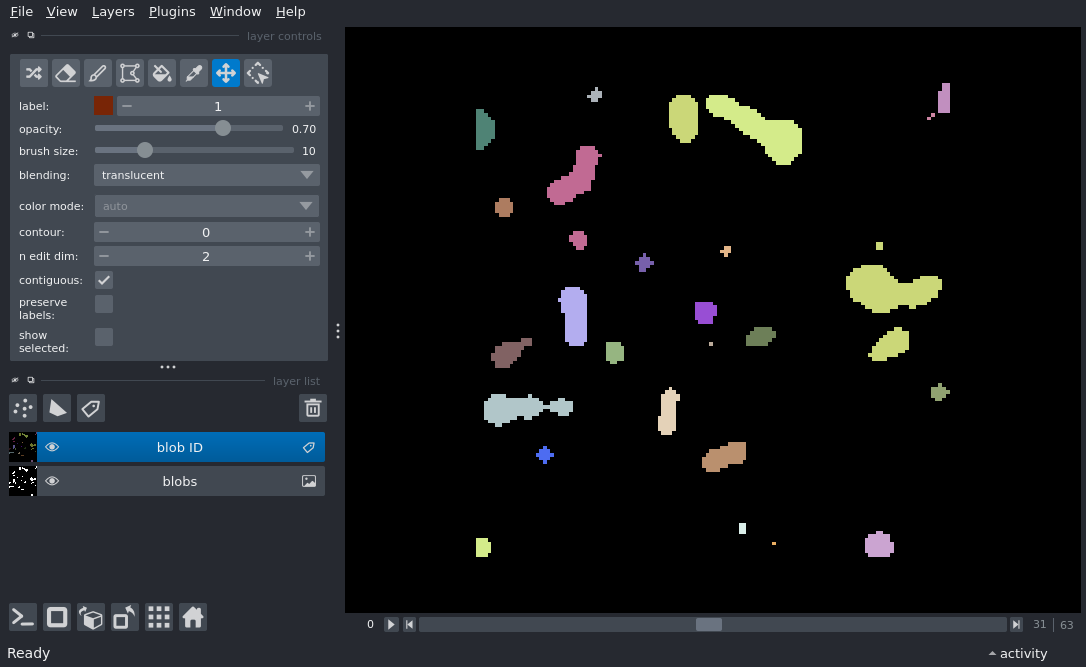 File View Layers Plugins Window Help
layer controls
label: 1
opacity: 0.70
brush size: 10
blending: translucent
color mode: auto
contour: 0
n edit dim: 2
contiguous:
preserve
labels:
show
selected:
layer list
blob ID
blobs
0 31 63
Ready activity